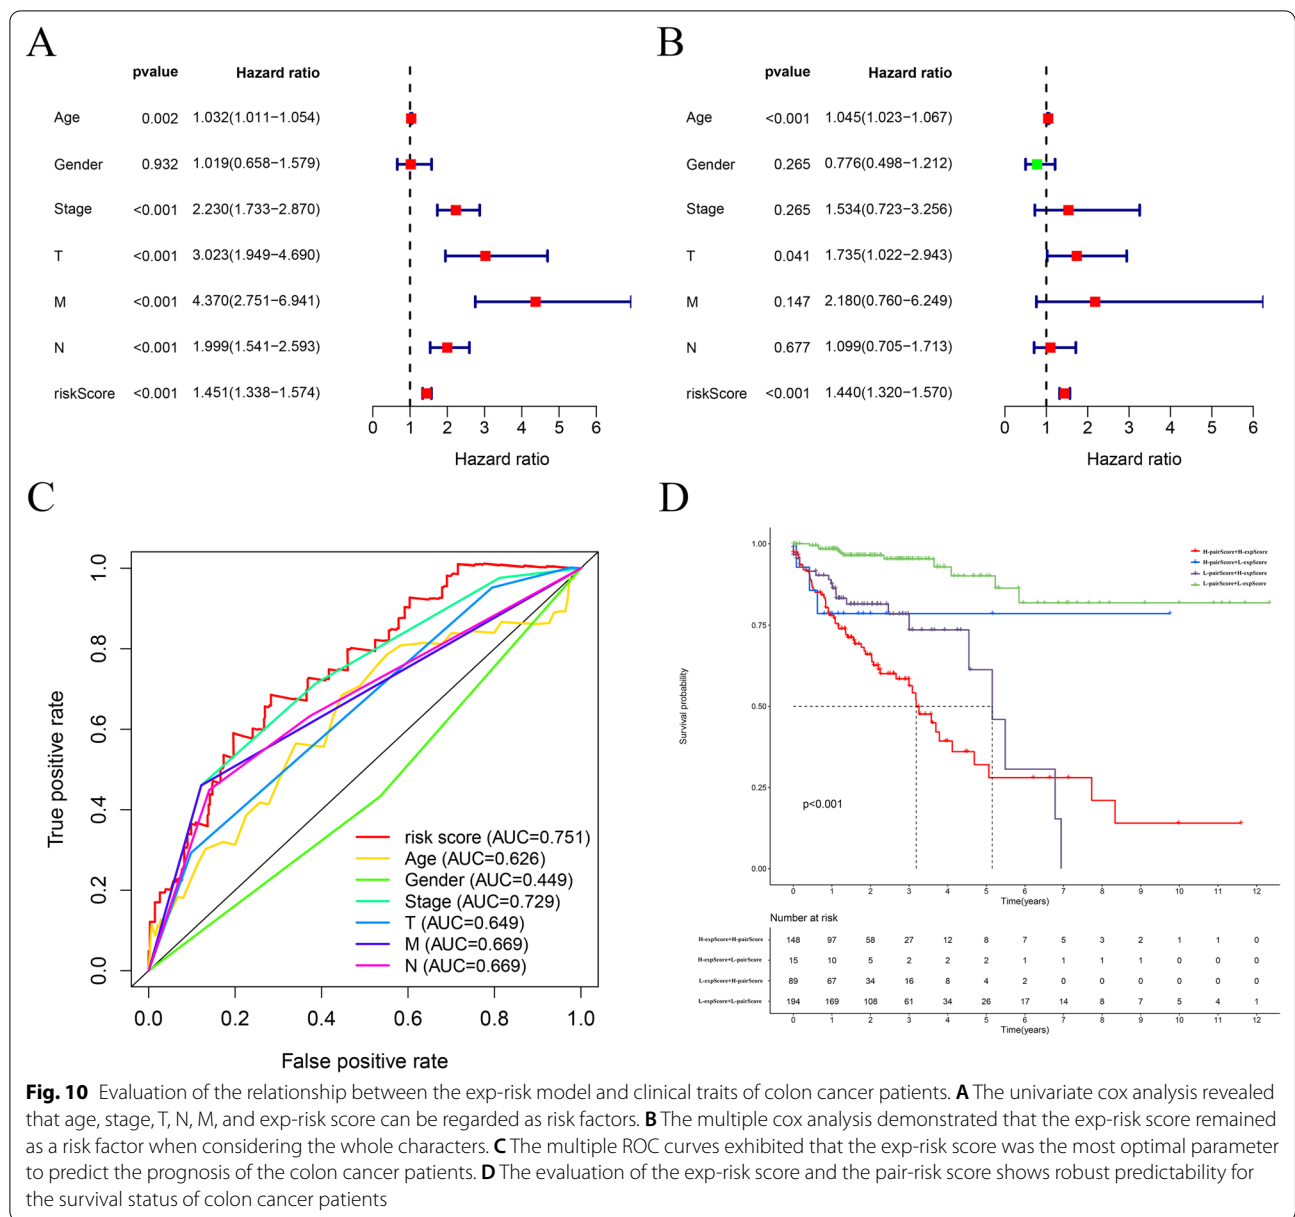 A
pvalue Hazard ratio
Age 0.002 1.032(1.011−1.054)
Gender 0.932 1.019(0.658−1.579)
Stage <0.001 2.230(1.733−2.870)
T <0.001 3.023(1.949−4.690)
M <0.001 4.370(2.751−6.941)
N <0.001 1.999(1.541−2.593)
riskScore <0.001 1.451(1.338−1.574)
0 1 2 3 4 5 6
Hazard ratio
B
pvalue Hazard ratio
Age <0.001 1.045(1.023−1.067)
Gender 0.265 0.776(0.498−1.212)
Stage 0.265 1.534(0.723−3.256)
T 0.041 1.735(1.022−2.943)
M 0.147 2.180(0.760−6.249)
N 0.677 1.099(0.705−1.713)
riskScore <0.001 1.440(1.320−1.570)
0 1 2 3 4 5 6
Hazard ratio
C
True positive rate
1.0
0.8
0.6
0.4
0.2
0.0
risk score (AUC=0.751)
Age (AUC=0.626)
Gender (AUC=0.449)
Stage (AUC=0.729)
T (AUC=0.649)
M (AUC=0.669)
N (AUC=0.669)
0.0 0.2 0.4 0.6 0.8 1.0
False positive rate
D
Survival probability
1.00
0.75
0.50
0.25
0.00
H-pairScore+H-expScore
H-pairScore+L-expScore
L-pairScore+H-expScore
L-pairScore+L-expScore
p<0.001
0 1 2 3 4 5 6 7 8 9 10 11 12
Time(years)
Number at risk
H-expScore+H-pairScore 148 97 58 27 12 8 7 5 3 2 1 1 0
H-expScore+L-pairScore 15 10 5 2 2 2 1 1 1 1 0 0 0
L-expScore+H-pairScore 89 67 34 16 8 4 2 0 0 0 0 0 0
L-expScore+L-pairScore 194 169 108 61 34 26 17 14 8 7 5 4 1
0 1 2 3 4 5 6 7 8 9 10 11 12
Time(years)
Fig. 10 Evaluation of the relationship between the exp-risk model and clinical traits of colon cancer patients. A The univariate cox analysis revealed
that age, stage, T, N, M, and exp-risk score can be regarded as risk factors. B The multiple cox analysis demonstrated that the exp-risk score remained
as a risk factor when considering the whole characters. C The multiple ROC curves exhibited that the exp-risk score was the most optimal parameter
to predict the prognosis of the colon cancer patients. D The evaluation of the exp-risk score and the pair-risk score shows robust predictability for
the survival status of colon cancer patients